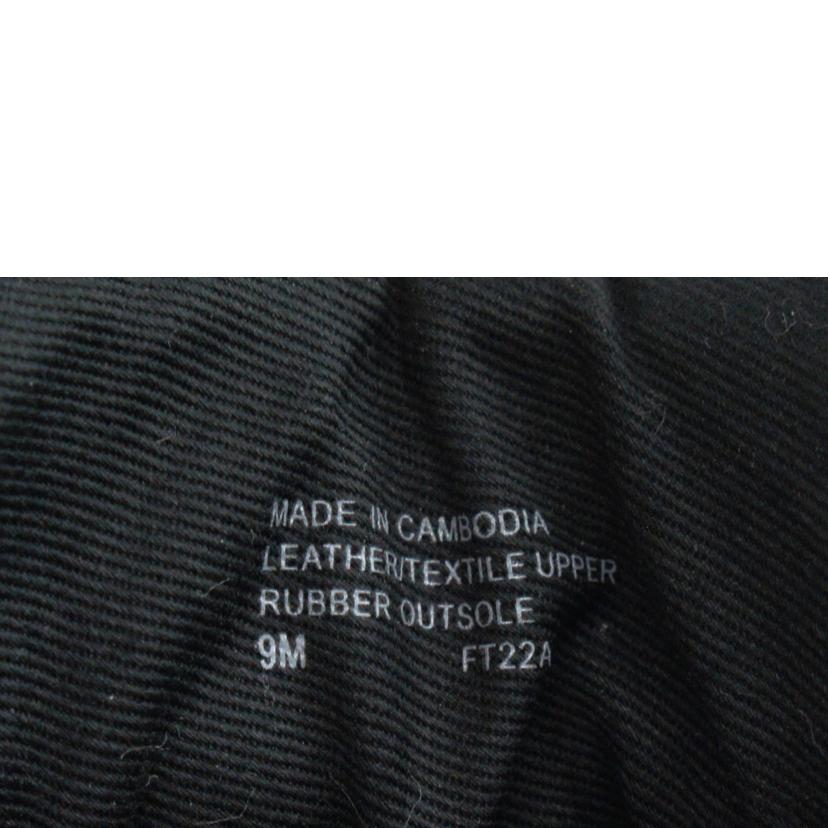 MADE IN CAMBODIA
LEATHER/TEXTILE UPPER
RUBBER OUTSOLE
9M FT22A